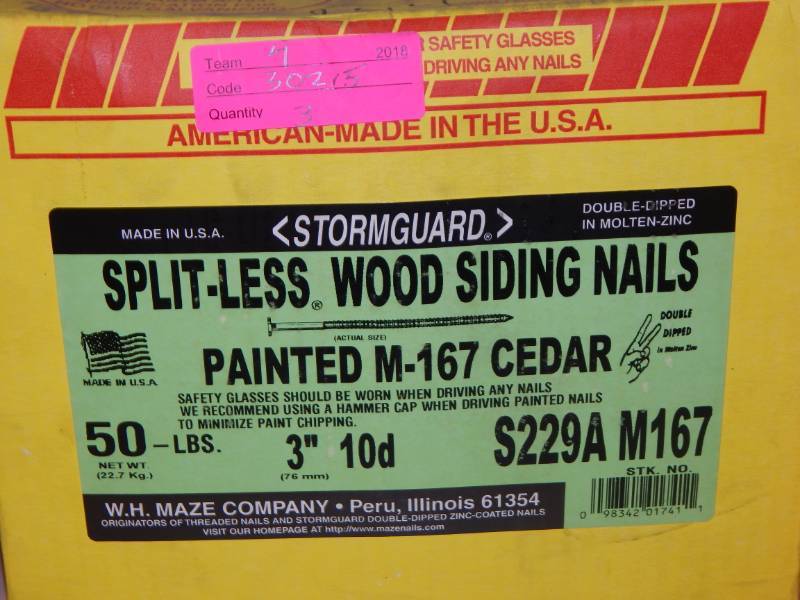 R SAFETY GLASSES
DRIVING ANY NAILS
Team 2018
Code
Quantity 3
AMERICAN-MADE IN THE U.S.A.
MADE IN U.S.A.
<STORMGUARD®>
DOUBLE-DIPPED
IN MOLTEN-ZINC
SPLIT-LESS® WOOD SIDING NAILS
(ACTUAL SIZE)
DOUBLE
DIPPED
in Molten Zinc
MADE IN U.S.A.
PAINTED M-167 CEDAR
SAFETY GLASSES SHOULD BE WORN WHEN DRIVING ANY NAILS
WE RECOMMEND USING A HAMMER CAP WHEN DRIVING PAINTED NAILS
TO MINIMIZE PAINT CHIPPING.
50-LBS.
NET WT.
(22.7 Kg.)
3" 10d
(76 mm)
S229A M167
STK. NO.
0 98342 01741 1
W.H. MAZE COMPANY • Peru, Illinois 61354
ORIGINATORS OF THREADED NAILS AND STORMGUARD DOUBLE-DIPPED ZINC-COATED NAILS
VISIT OUR HOMEPAGE AT http://www.mazenails.com